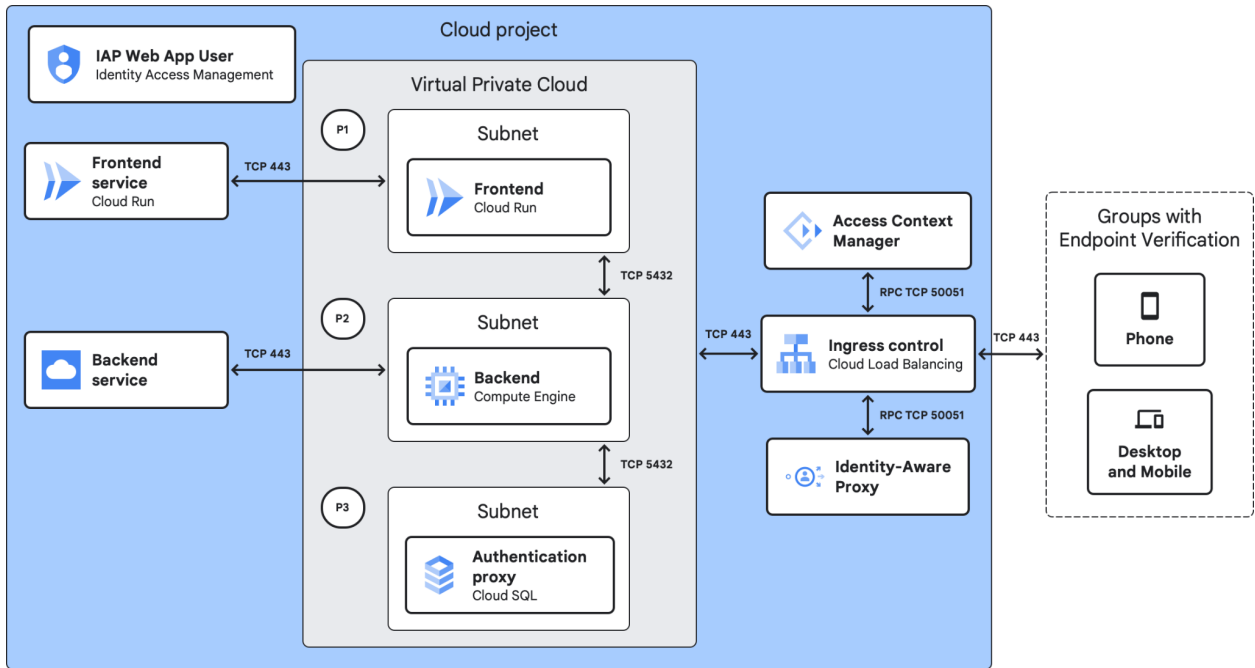 Cloud project
IAP Web App User
Identity Access Management
Virtual Private Cloud
P1
Subnet
Frontend
service
Cloud Run
TCP 443
Frontend
Cloud Run
TCP 5432
P2
Subnet
Backend
service
TCP 443
Backend
Compute Engine
TCP 5432
P3
Subnet
Authentication
proxy
Cloud SQL
TCP 443
Access Context
Manager
RPC TCP 50051
Ingress control
Cloud Load Balancing
RPC TCP 50051
Identity-Aware
Proxy
TCP 443
Groups with
Endpoint Verification
Phone
Desktop
and Mobile